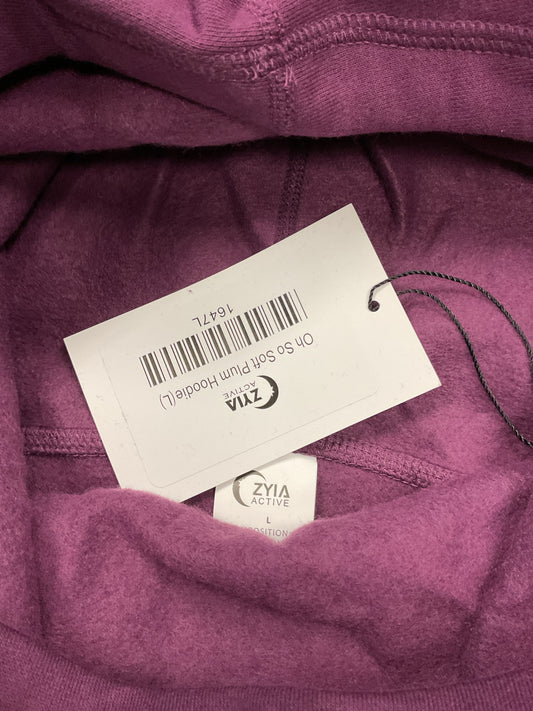 ZYIA
ACTIVE
Oh So Soft Plum Hoodie(L)
1647L
ZYIA
ACTIVE
L